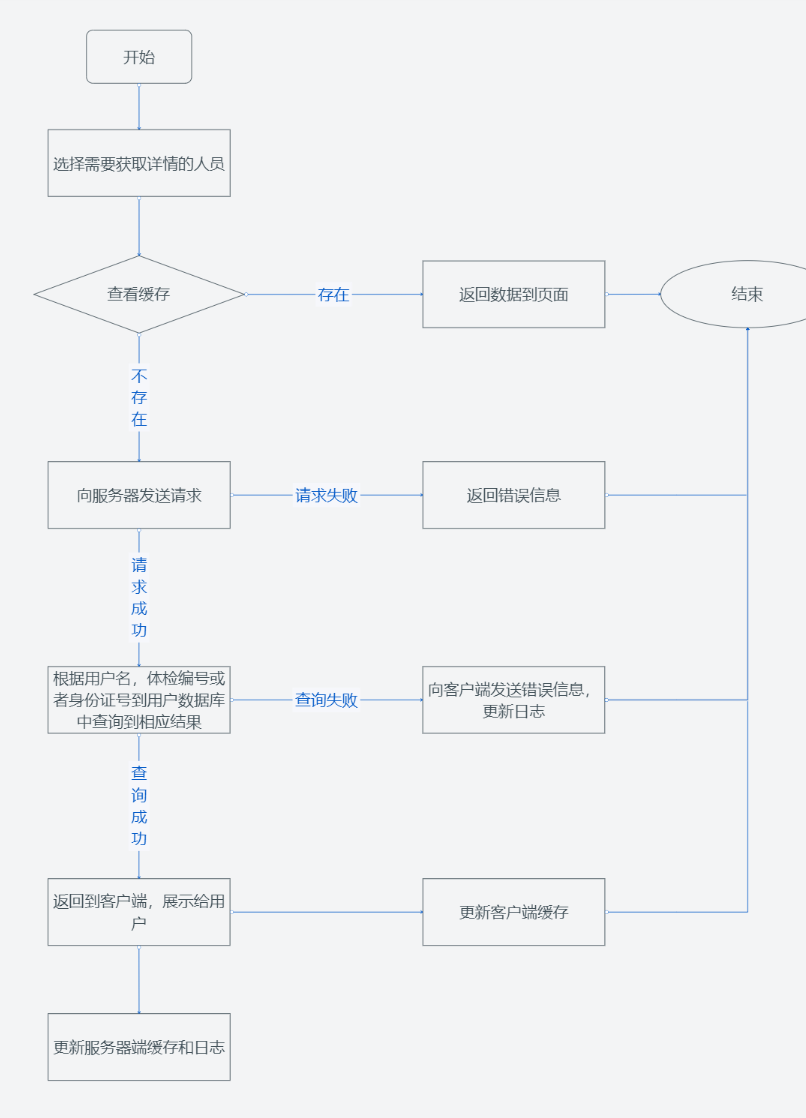 开始
选择需要获取详情的人员
查看缓存
存在
返回数据到页面
结束
不
存
在
向服务器发送请求
请求失败
返回错误信息
请
求
成
功
根据用户名，体检编号或
者身份证号到用户数据库
中查询到相应结果
查询失败
向客户端发送错误信息，
更新日志
查
询
成
功
返回到客户端，展示给用
户
更新客户端缓存
更新服务器端缓存和日志